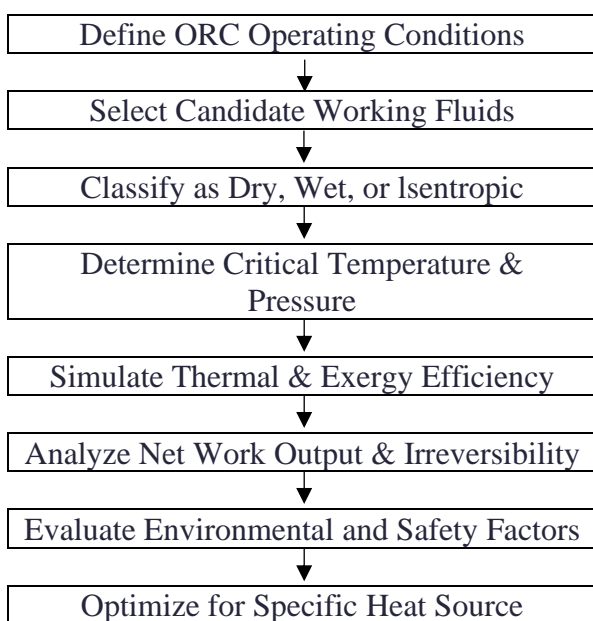 Define ORC Operating Conditions
Select Candidate Working Fluids
Classify as Dry, Wet, or lsentropic
Determine Critical Temperature &
Pressure
Simulate Thermal & Exergy Efficiency
Analyze Net Work Output & Irreversibility
Evaluate Environmental and Safety Factors
Optimize for Specific Heat Source